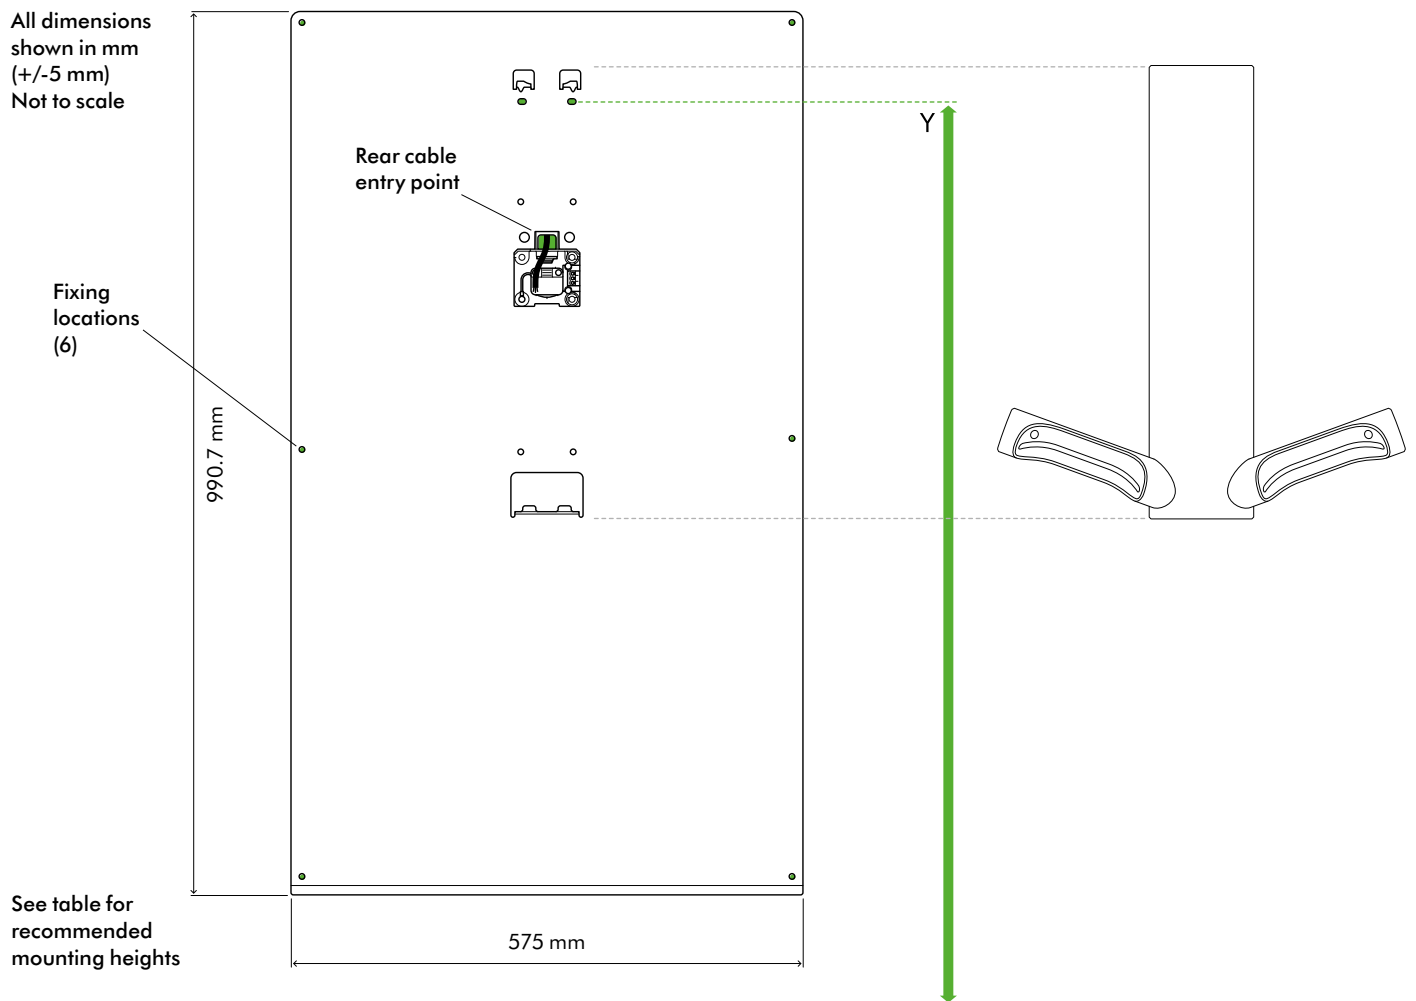 All dimensions
shown in mm
(+/-5 mm)
Not to scale
Y
Rear cable
entry point
Fixing
locations
(6)
990.7 mm
See table for
recommended
mounting heights
575 mm